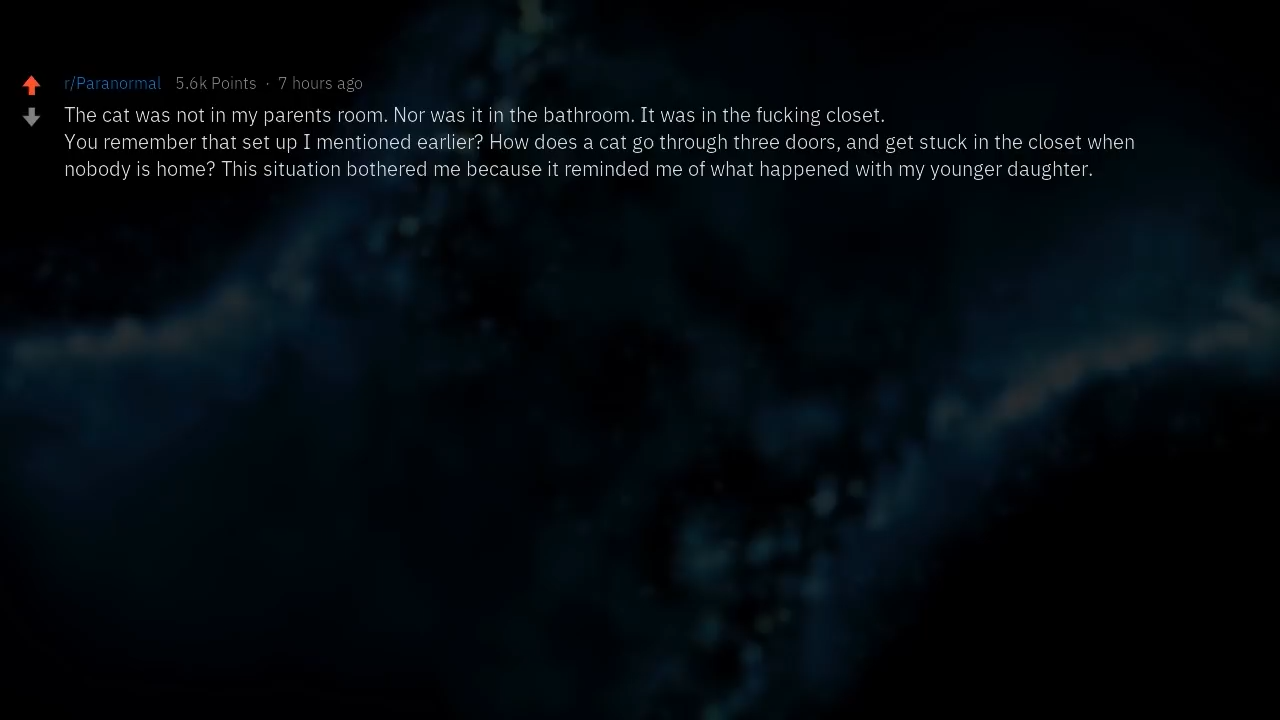 r/Paranormal 5.6k Points · 7 hours ago
The cat was not in my parents room. Nor was it in the bathroom. It was in the fucking closet.
You remember that set up I mentioned earlier? How does a cat go through three doors, and get stuck in the closet when
nobody is home? This situation bothered me because it reminded me of what happened with my younger daughter.